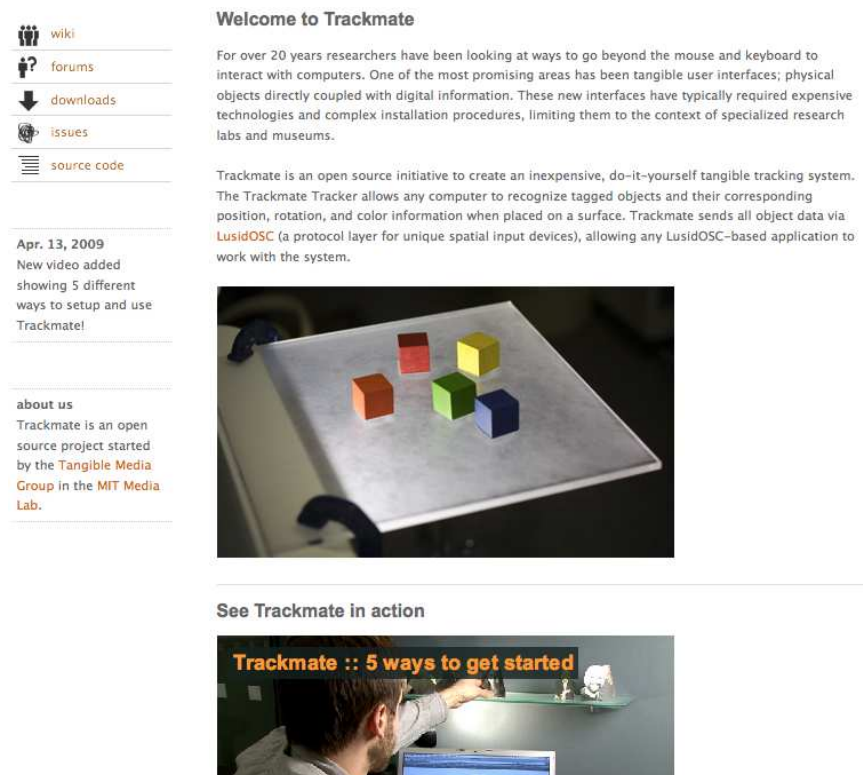 wiki
forums
downloads
issues
source code
Apr. 13, 2009
New video added
showing 5 different
ways to setup and use
Trackmate!
about us
Trackmate is an open
source project started
by the Tangible Media
Group in the MIT Media
Lab.
Welcome to Trackmate
For over 20 years researchers have been looking at ways to go beyond the mouse and keyboard to
interact with computers. One of the most promising areas has been tangible user interfaces; physical
objects directly coupled with digital information. These new interfaces have typically required expensive
technologies and complex installation procedures, limiting them to the context of specialized research
labs and museums.
Trackmate is an open source initiative to create an inexpensive, do-it-yourself tangible tracking system.
The Trackmate Tracker allows any computer to recognize tagged objects and their corresponding
position, rotation, and color information when placed on a surface. Trackmate sends all object data via
LusidOSC (a protocol layer for unique spatial input devices), allowing any LusidOSC-based application to
work with the system.
See Trackmate in action
Trackmate :: 5 ways to get started